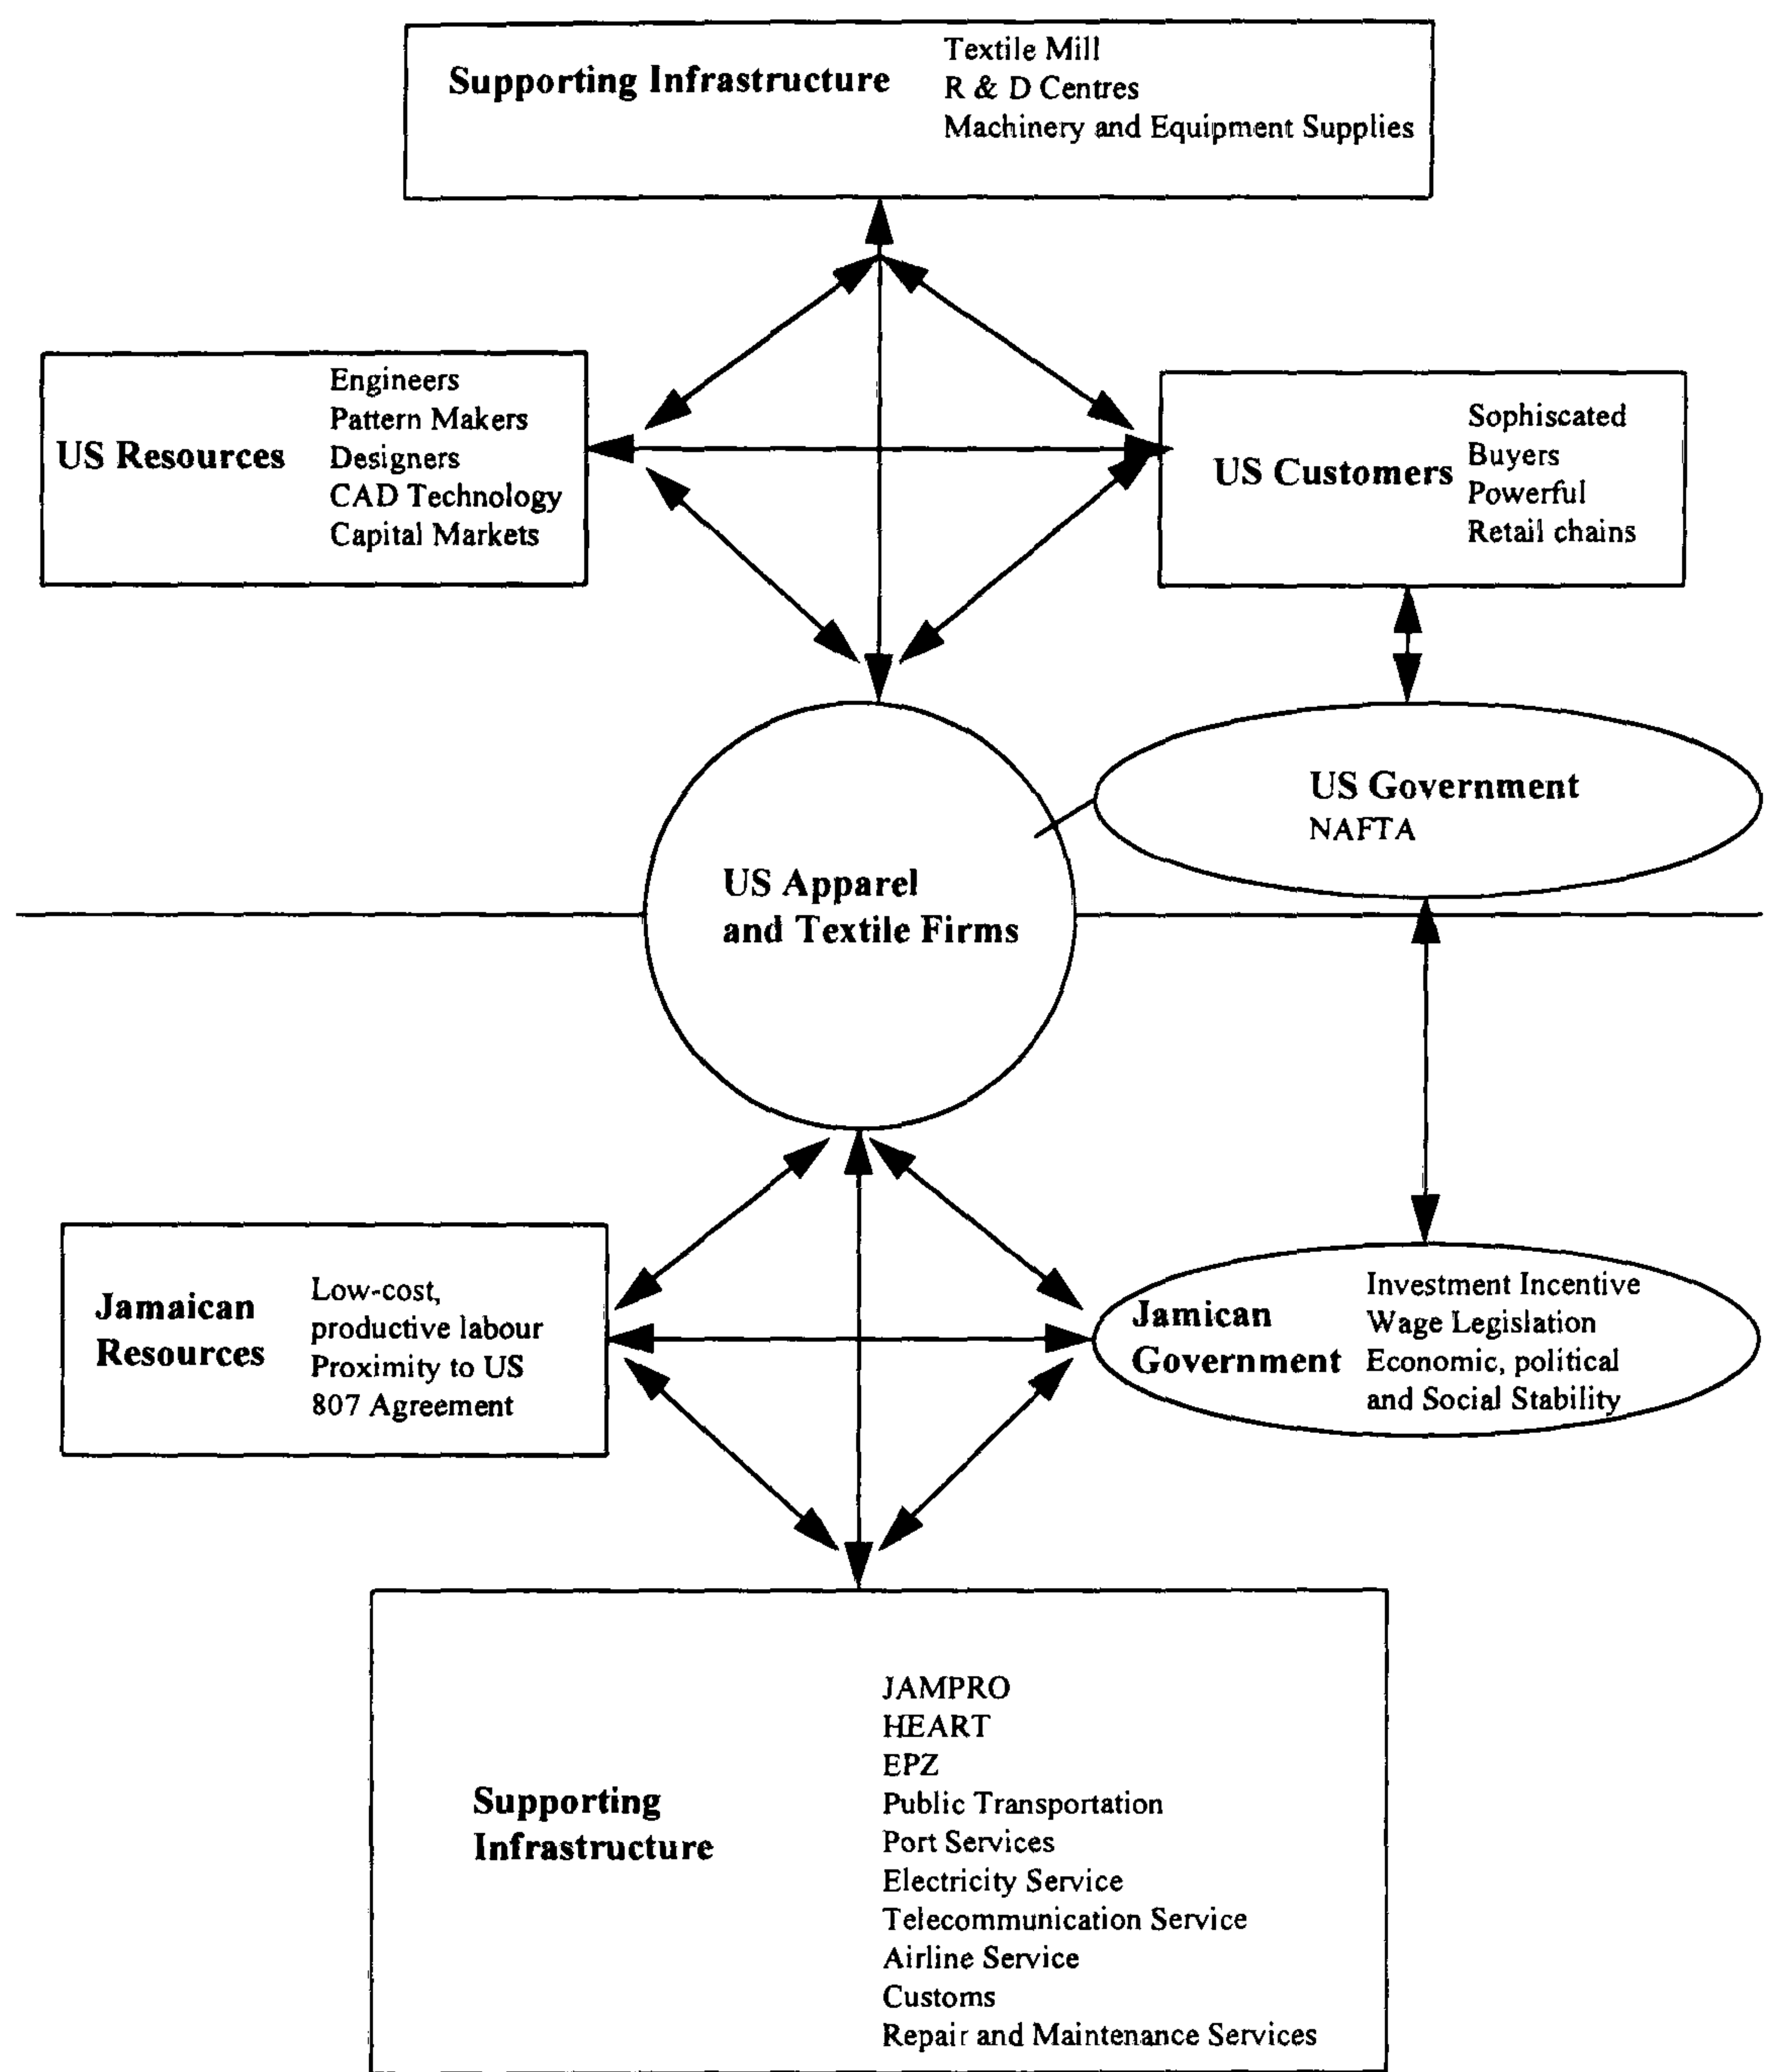 Supporting Infrastructure
Textile Mill
R & D Centres
Machinery and Equipment Supplies
US Resources
Engineers
Pattern Makers
Designers
CAD Technology
Capital Markets
US Customers
Sophiscated
Buyers
Powerful
Retail chains
US Government
NAFTA
US Apparel
and Textile Firms
Jamaican
Resources
Low-cost,
productive labour
Proximity to US
807 Agreement
Jamican
Government
Investment Incentive
Wage Legislation
Economic, political
and Social Stability
Supporting
Infrastructure
JAMPRO
HEART
EPZ
Public Transportation
Port Services
Electricity Service
Telecommunication Service
Airline Service
Customs
Repair and Maintenance Services